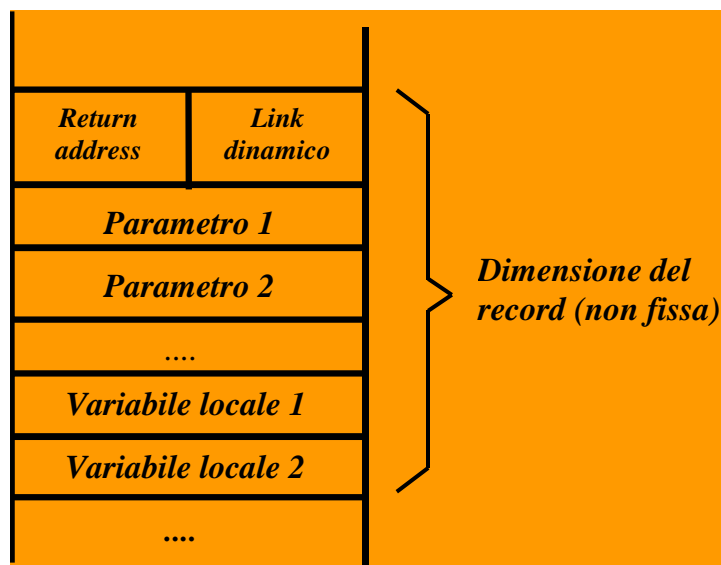 Return
address
Link
dinamico
Parametro 1
Parametro 2
....
Variabile locale 1
Variabile locale 2
....
Dimensione del
record (non fissa)